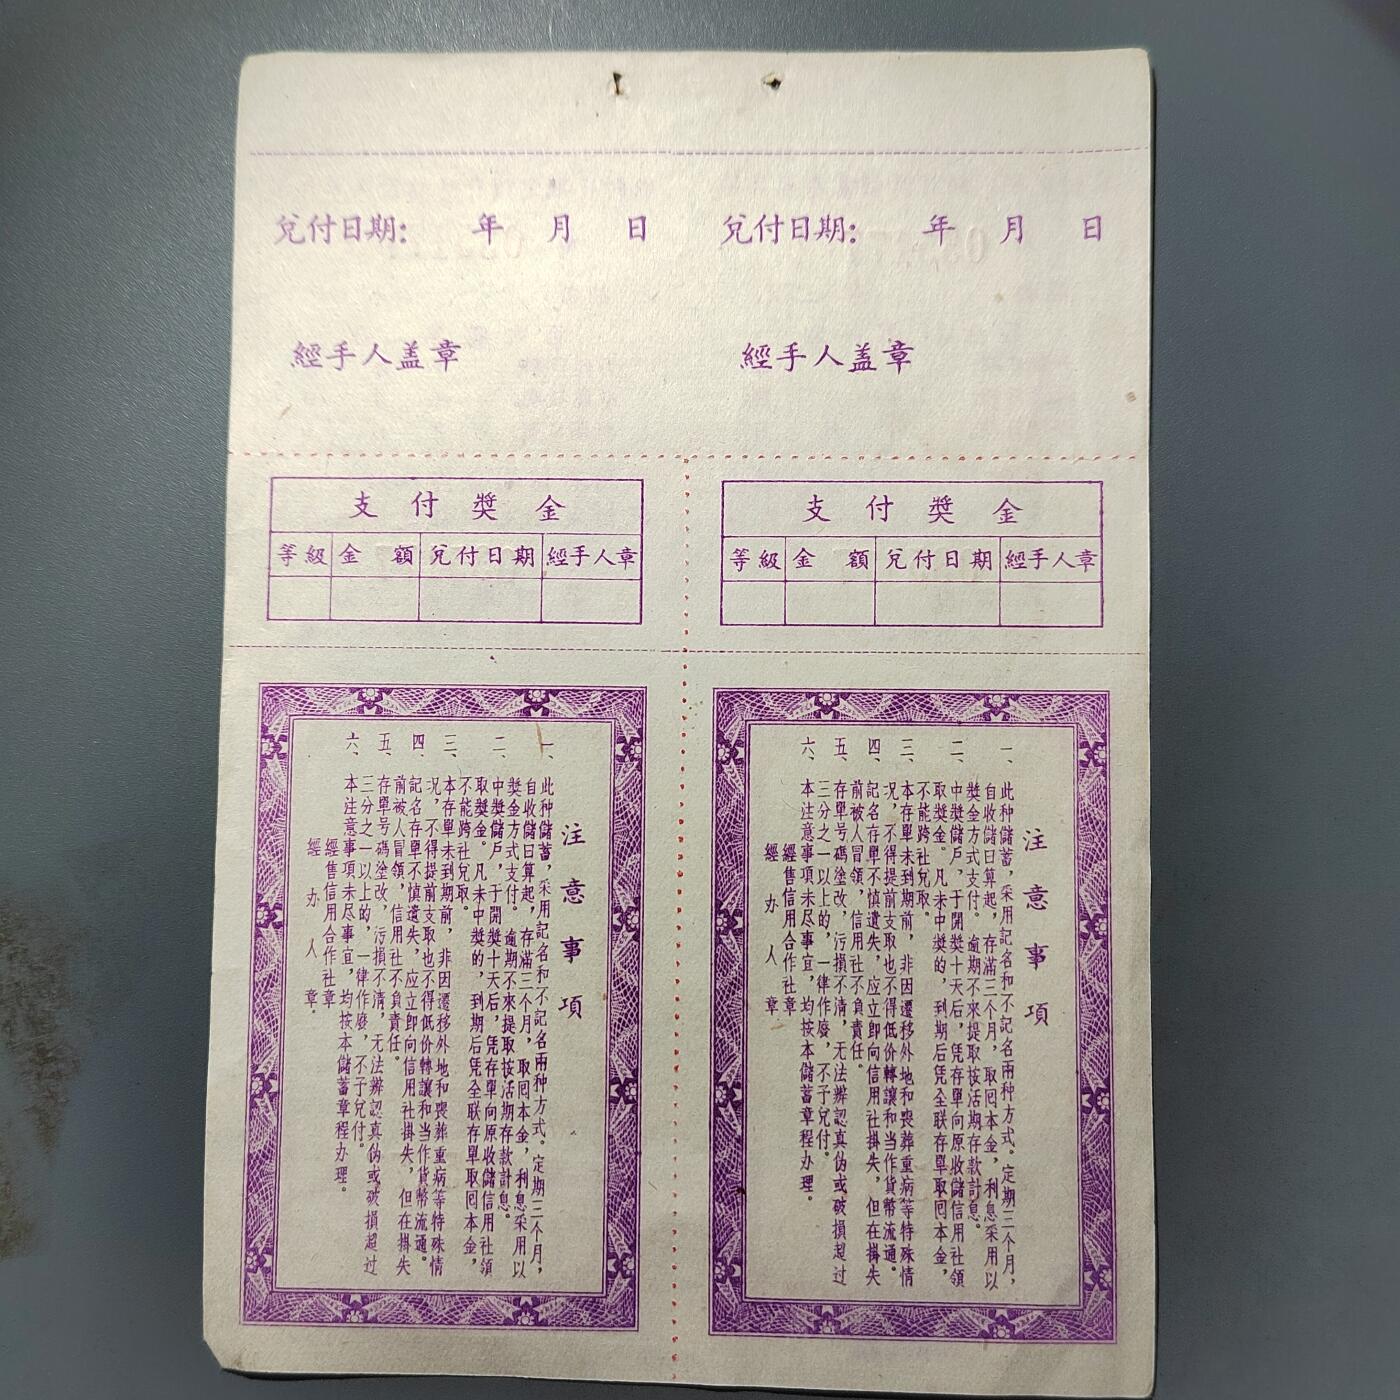 兌付日期： 年 月 日
經手人盖章
兌付日期： 年 月 日
經手人盖章
支付獎金
等級 金額 兌付日期 經手人章
支付獎金
等級 金額 兌付日期 經手人章
注意事項
一、此种儲蓄，采用記名和不記名兩种方式。定期三个月，
自收儲日算起，存滿三个月，取囘本金，利息采用以
獎金方式支付。逾期不來提取按活期存款計息。
二、中獎儲戶，于開獎十天后，凭存單向原收儲信用社領
取獎金。凡未中獎的，到期后凭全联存單取囘本金，
不能跨社兌取。
三、本存單未到期前，非因遷移外地和喪葬重病等特殊情
况，不得提前支取也不得低价轉讓和当作貨幣流通。
四、記名存單不慎遺失，应立卽向信用社掛失，但在掛失
前被人冒領，信用社不負責任。
五、存單号碼塗改，污損不清，无法辨認真伪或破損超过
三分之一以上的，一律作廢，不予兌付。
六、本注意事項未尽事宜，均按本儲蓄章程办理。
經售信用合作社章
經办人章
注意事項
一、此种儲蓄，采用記名和不記名兩种方式。定期三个月，
自收儲日算起，存滿三个月，取囘本金，利息采用以
獎金方式支付。逾期不來提取按活期存款計息。
二、中獎儲戶，于開獎十天后，凭存單向原收儲信用社領
取獎金。凡未中獎的，到期后凭全联存單取囘本金，
不能跨社兌取。
三、本存單未到期前，非因遷移外地和喪葬重病等特殊情
况，不得提前支取也不得低价轉讓和当作貨幣流通。
四、記名存單不慎遺失，应立卽向信用社掛失，但在掛失
前被人冒領，信用社不負責任。
五、存單号碼塗改，污損不清，无法辨認真伪或破損超过
三分之一以上的，一律作廢，不予兌付。
六、本注意事項未尽事宜，均按本儲蓄章程办理。
經售信用合作社章
經办人章